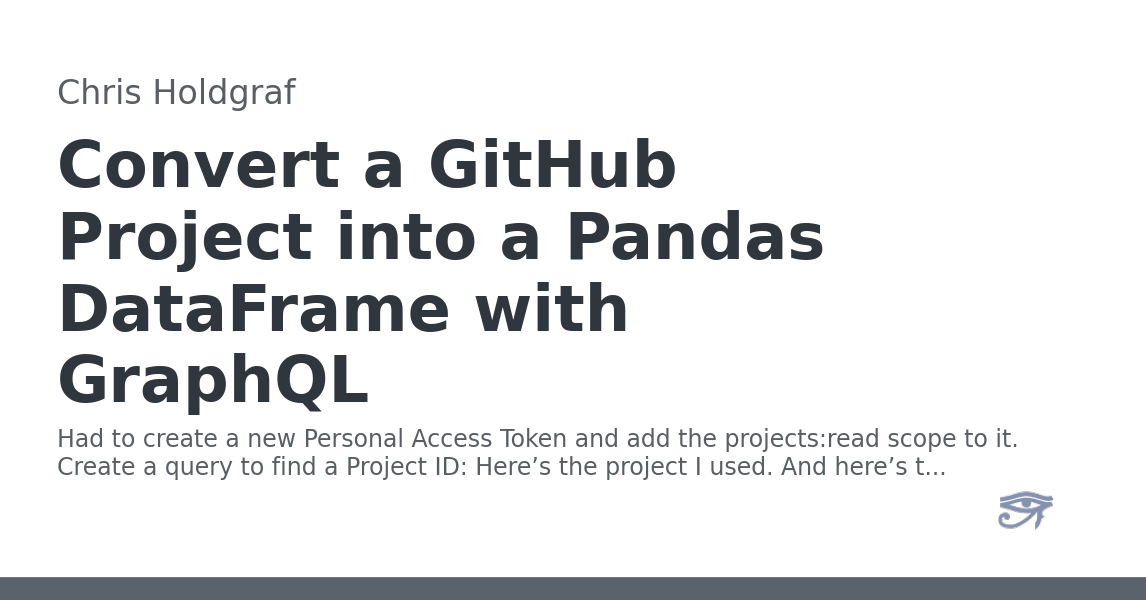 Chris Holdgraf
Convert a GitHub
Project into a Pandas
DataFrame with
GraphQL
Had to create a new Personal Access Token and add the projects:read scope to it.
Create a query to find a Project ID: Here’s the project I used. And here’s t...